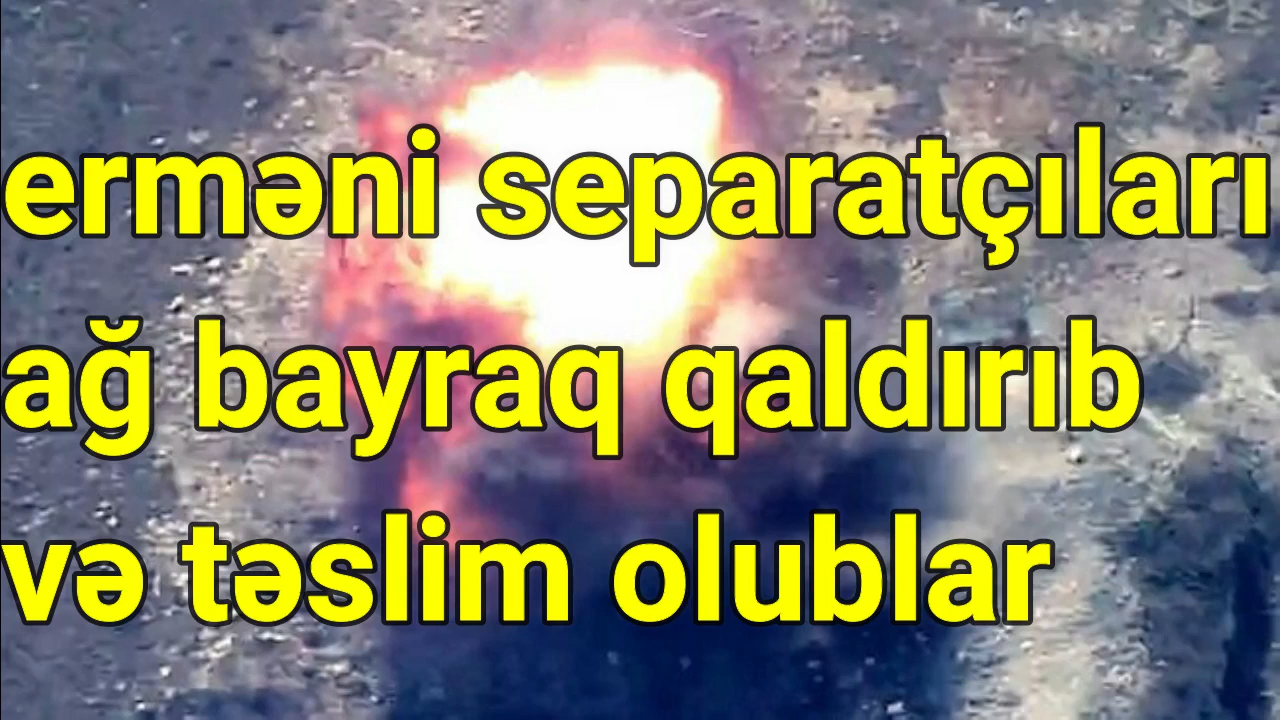 erməni separatçıları
ağ bayraq qaldırıb
və təslim olublar